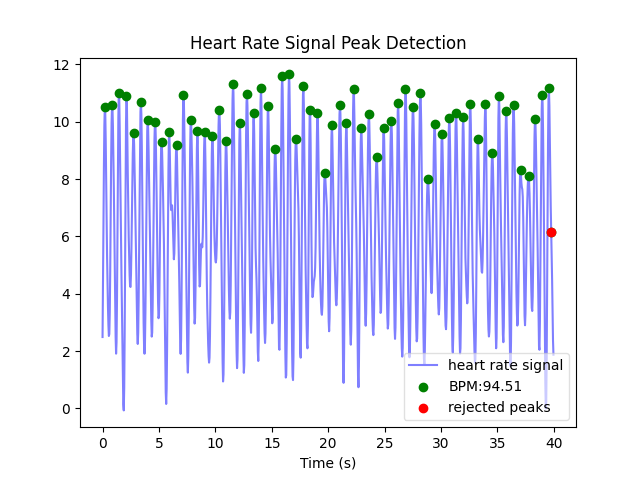 Heart Rate Signal Peak Detection
12
10
8
6
4
2
0
heart rate signal
BPM:94.51
rejected peaks
0 5 10 15 20 25 30 35 40
Time (s)